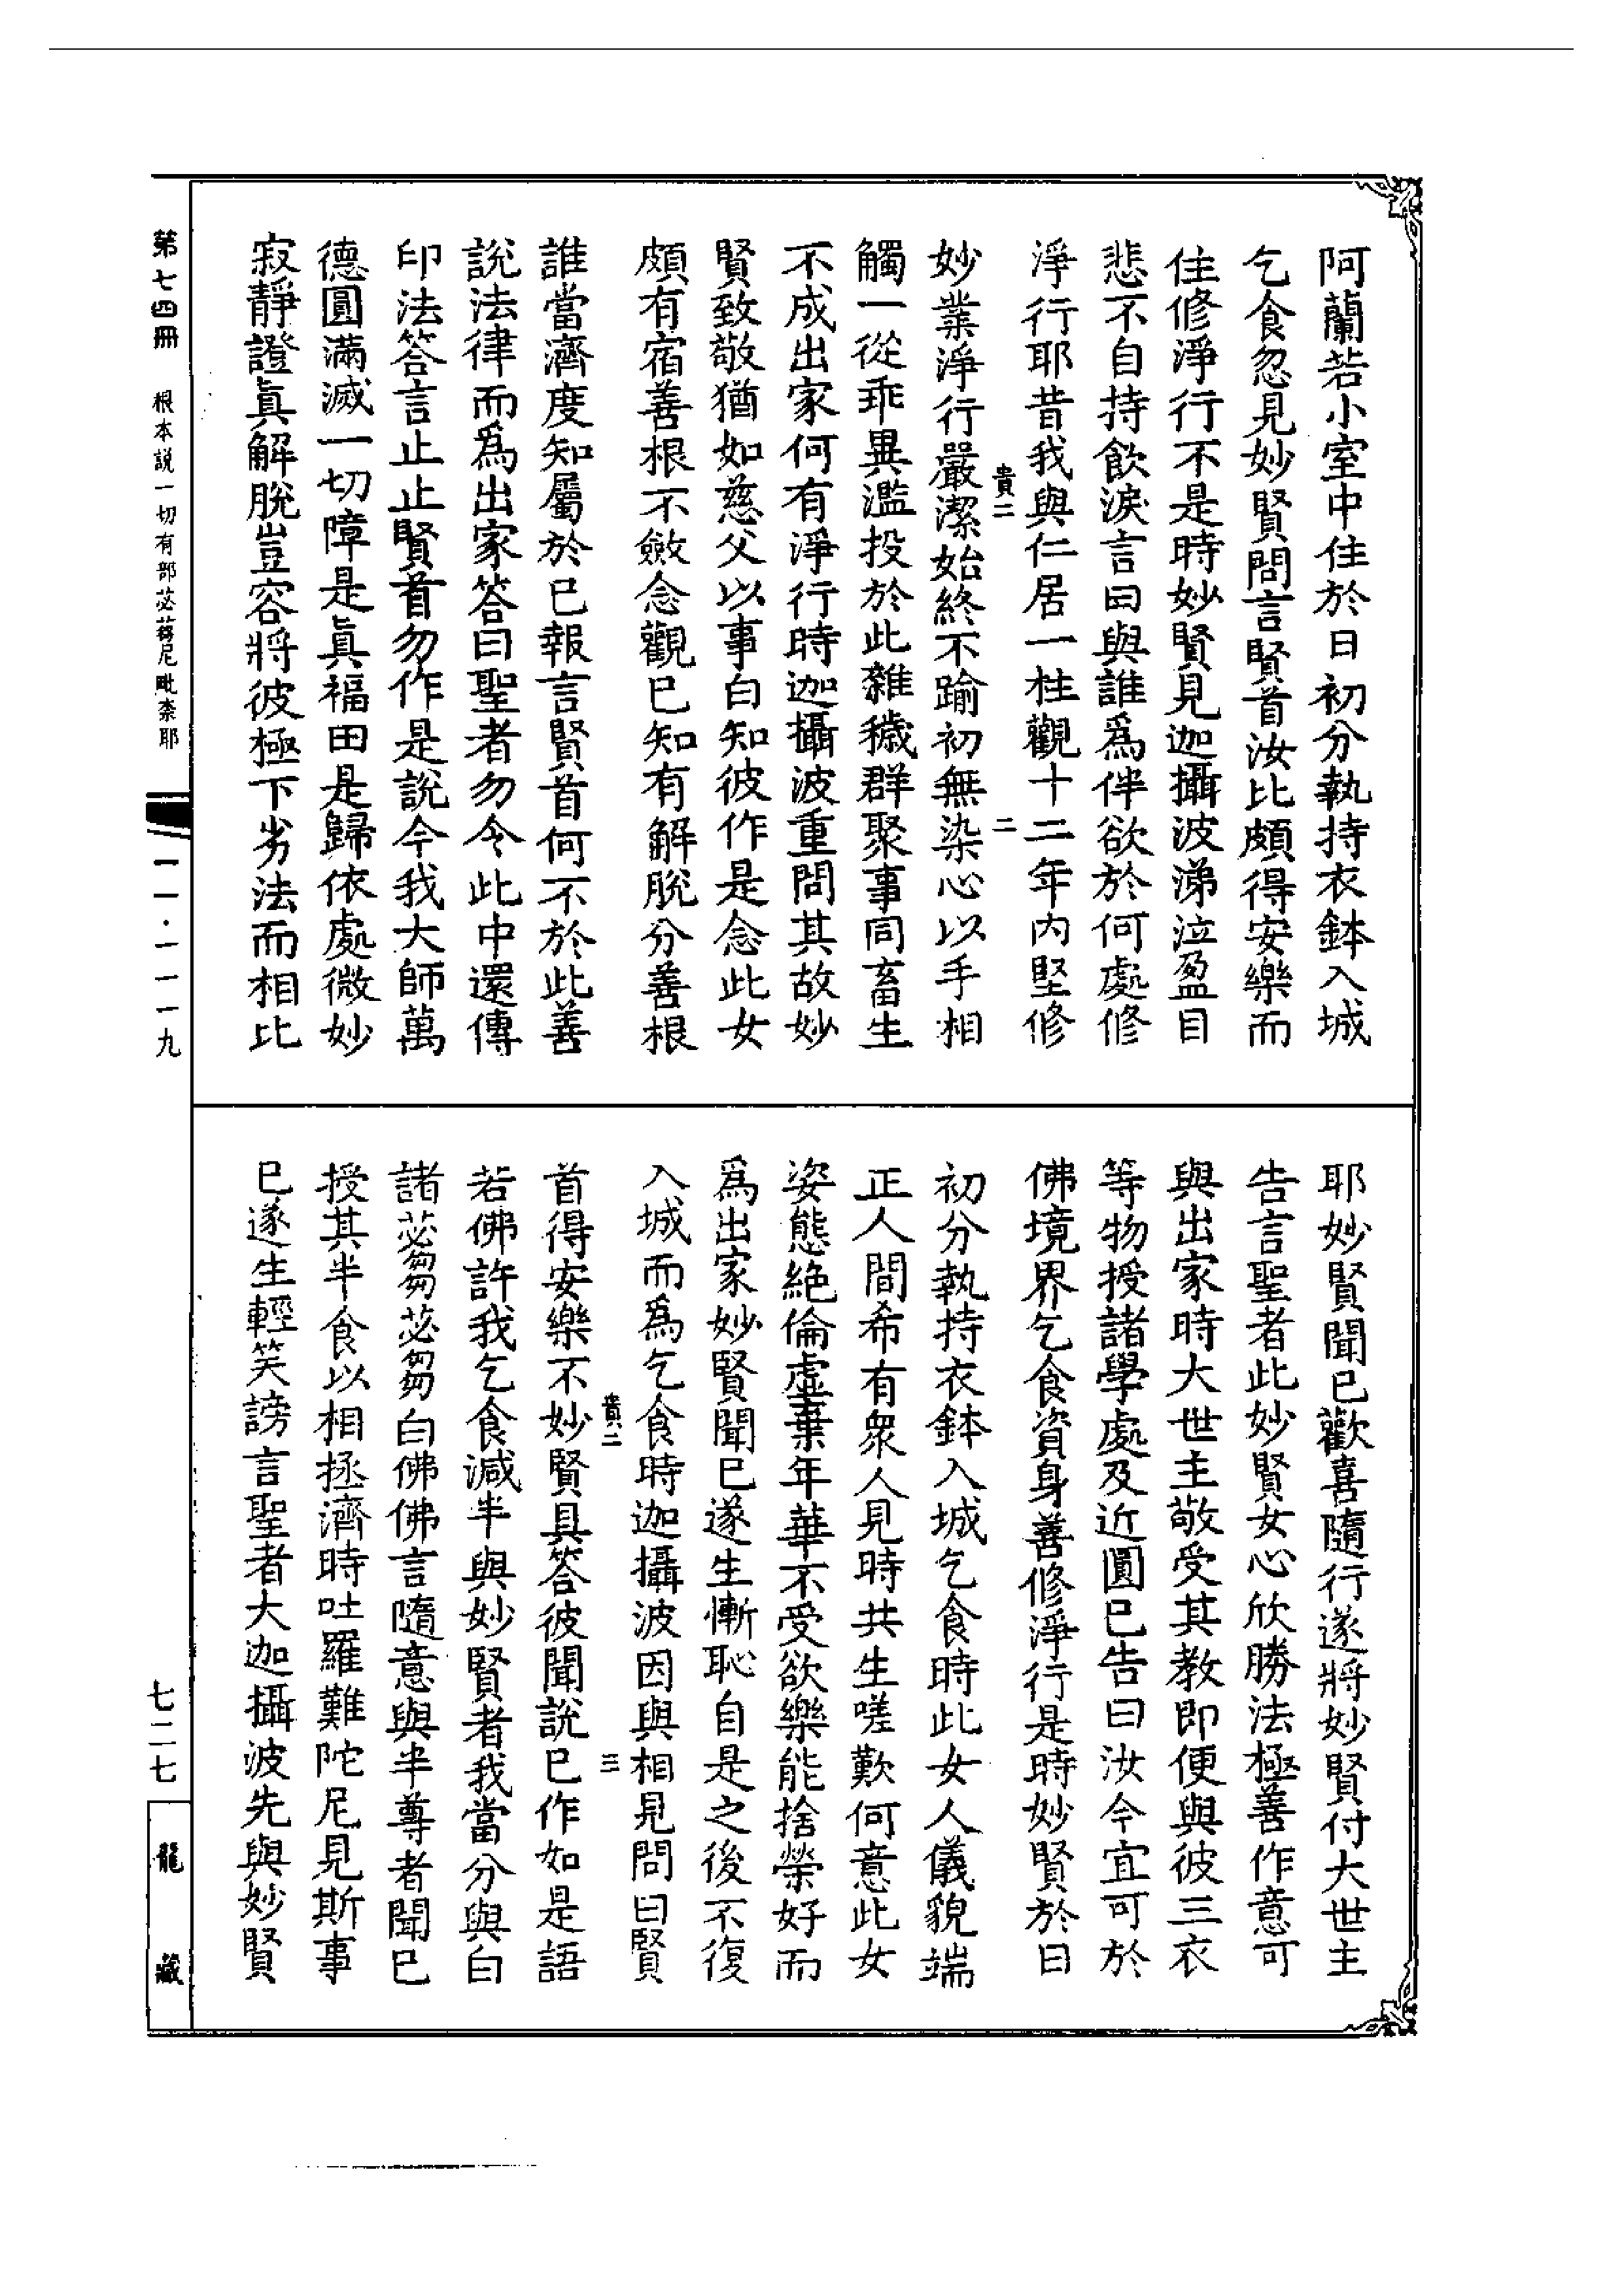 阿蘭若小室中住於日初分執持衣鉢入城
乞食忽見妙賢問言賢首汝比頗得安樂而
住修淨行不是時妙賢見迦攝波涕泣盈目
悲不自持飲淚言曰與誰爲伴欲於何處修
淨行耶昔我與仁居一柱觀十二年內堅修
貴二
二
妙業淨行嚴潔始終不踰初無染心以手相
觸一從乖異濫投於此雜穢群聚事同畜生
不成出家何有淨行時迦攝波重問其故妙
賢致敬猶如慈父以事白知彼作是念此女
頗有宿善根不斂念觀已知有解脫分善根
誰當濟度知屬於己報言賢首何不於此善
說法律而爲出家答曰聖者勿令此中還傳
印法答言止止賢首勿作是說今我大師萬
德圓滿滅一切障是眞福田是歸依處微妙
寂靜證眞解脫豈容將彼極下劣法而相比
耶妙賢聞已歡喜隨行遂將妙賢付大世主
告言聖者此妙賢女心欣勝法極善作意可
與出家時大世主敬受其教即便與彼三衣
等物授諸學處及近圓已告曰汝今宜可於
佛境界乞食資身善修淨行是時妙賢於日
初分執持衣鉢入城乞食時此女人儀貌端
正人間希有衆人見時共生嗟歎何意此女
姿態絶倫虛棄年華不受欲樂能捨榮好而
爲出家妙賢聞已遂生慚恥自是之後不復
入城而爲乞食時迦攝波因與相見問曰賢
貴二
三
首得安樂不妙賢具答彼聞說已作如是語
若佛許我乞食減半與妙賢者我當分與白
諸苾芻苾芻白佛佛言隨意與半尊者聞已
授其半食以相拯濟時吐羅難陀尼見斯事
已遂生輕笑謗言聖者大迦攝波先與妙賢
第七四冊 根本説一切有部苾蒭尼毗柰耶
一一·一一一九
七二七
龍藏